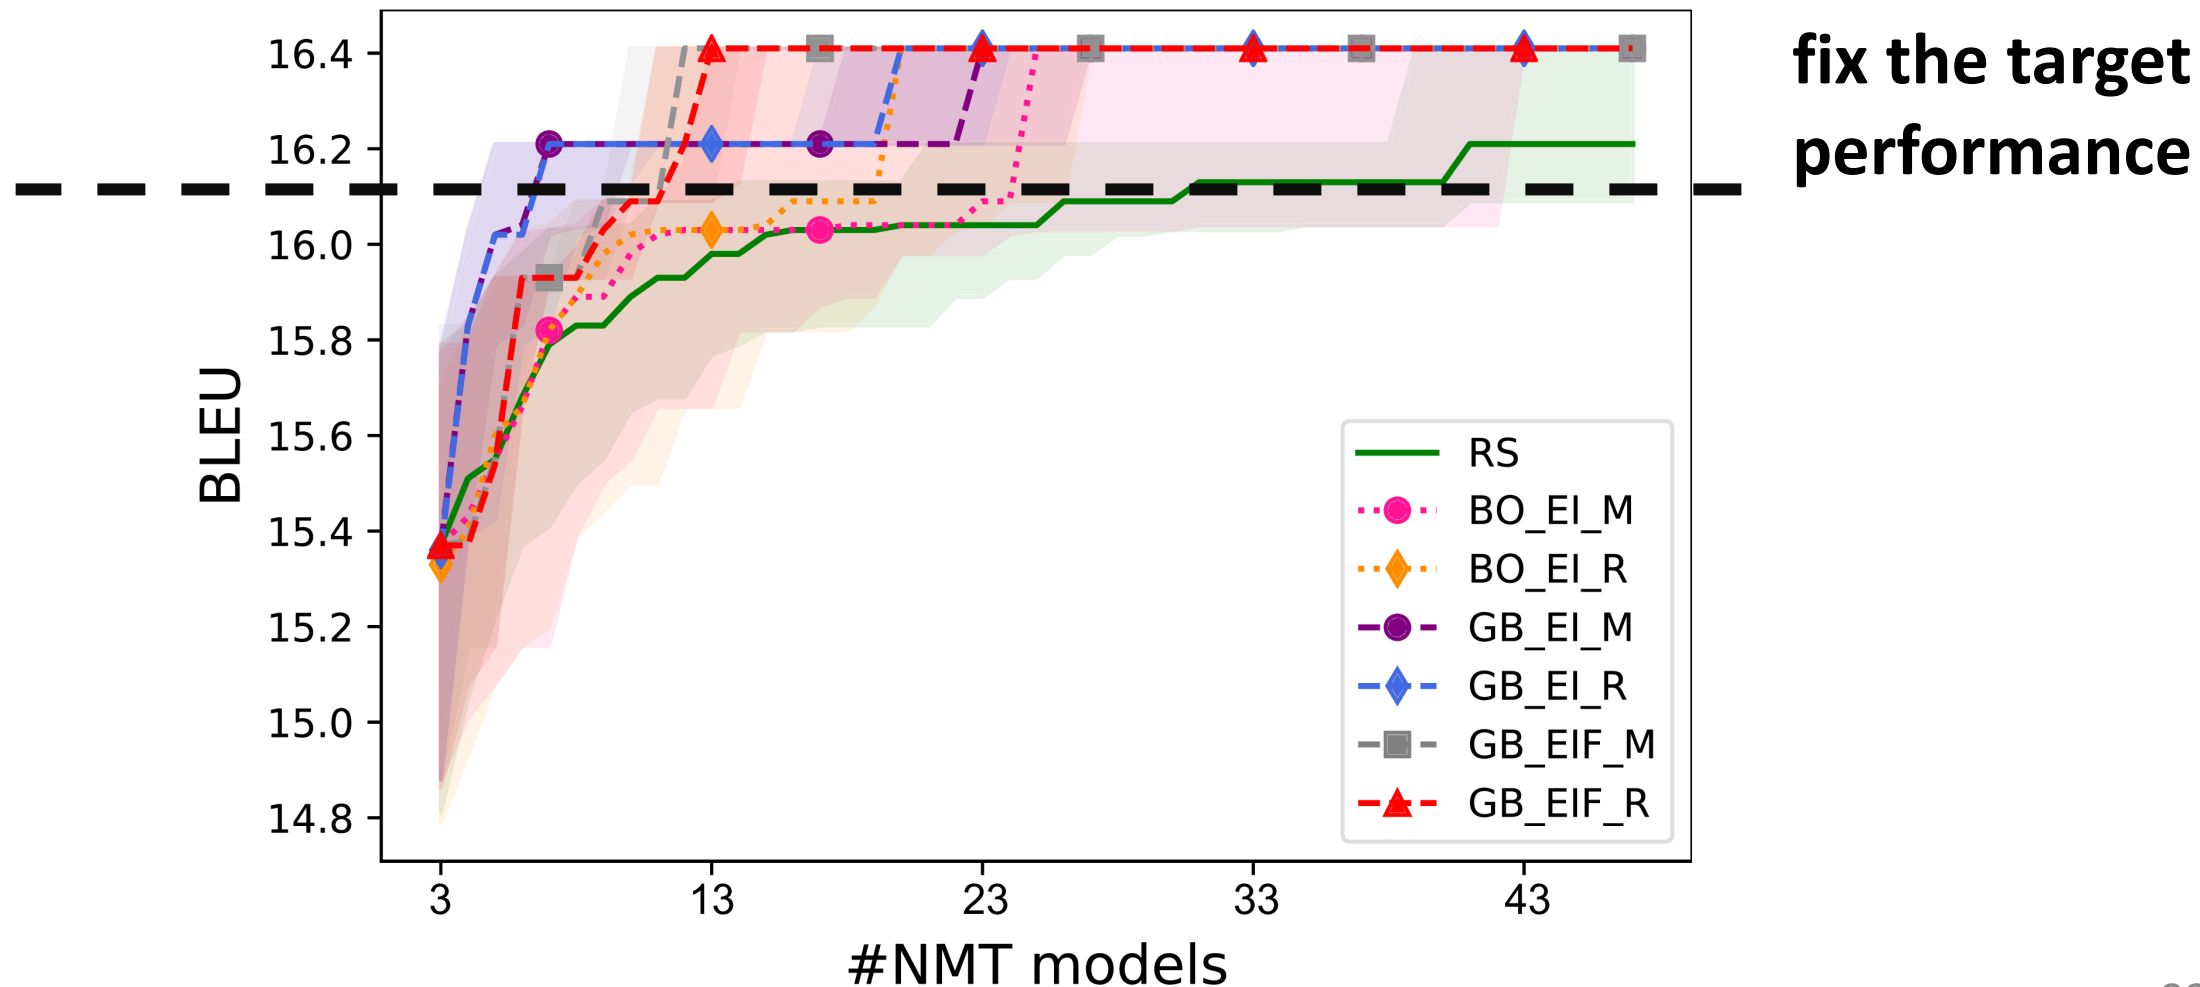 fix the target
performance
BLEU
16.4
16.2
16.0
15.8
15.6
15.4
15.2
15.0
14.8
RS
BO_EI_M
BO_EI_R
GB_EI_M
GB_EI_R
GB_EIF_M
GB_EIF_R
3 13 23 33 43
#NMT models